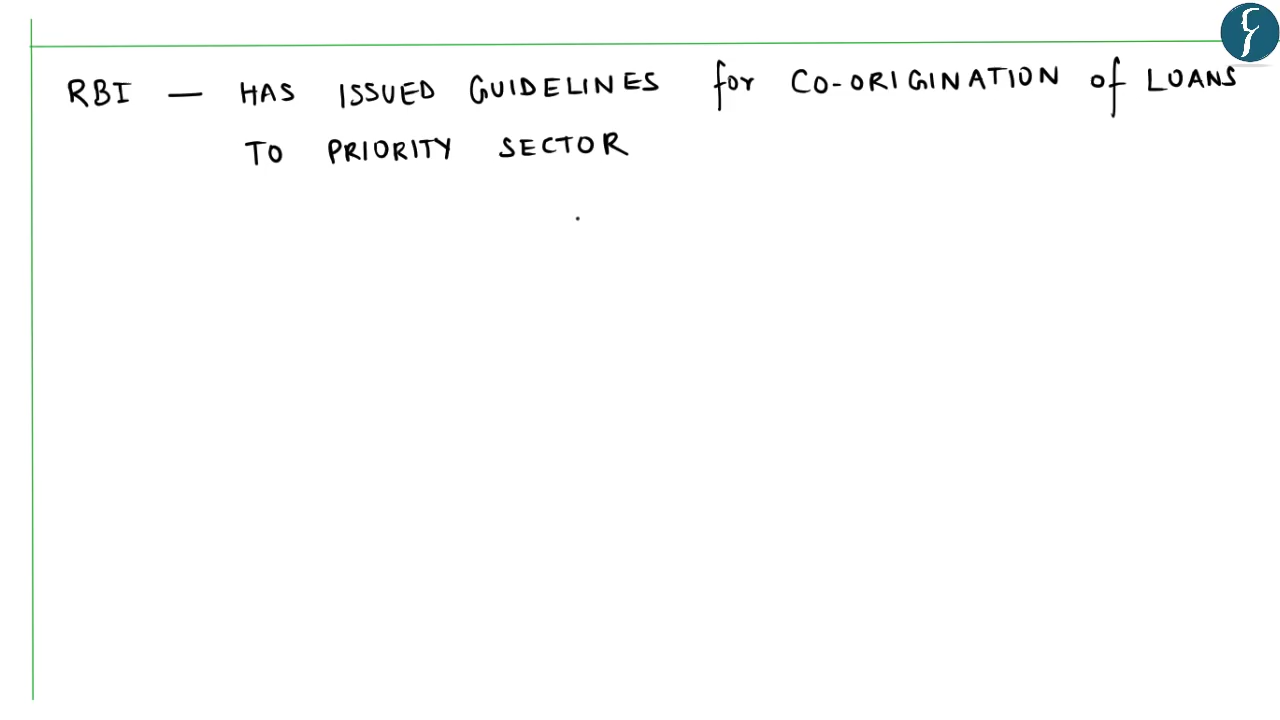 RBI — HAS ISSUED GUIDELINES for CO-ORIGINATION of LOANS
TO PRIORITY SECTOR